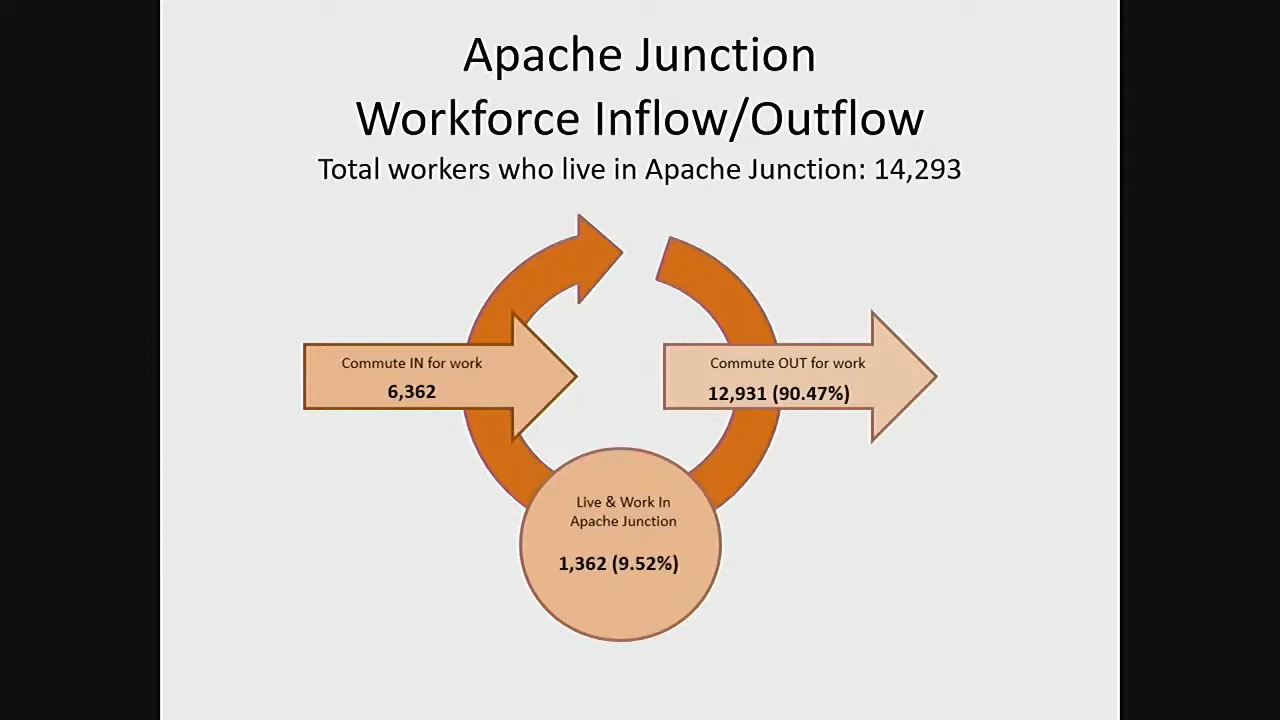 Apache Junction
Workforce Inflow/Outflow
Total workers who live in Apache Junction: 14,293
Commute IN for work
6,362
Commute OUT for work
12,931 (90.47%)
Live & Work In
Apache Junction
1,362 (9.52%)